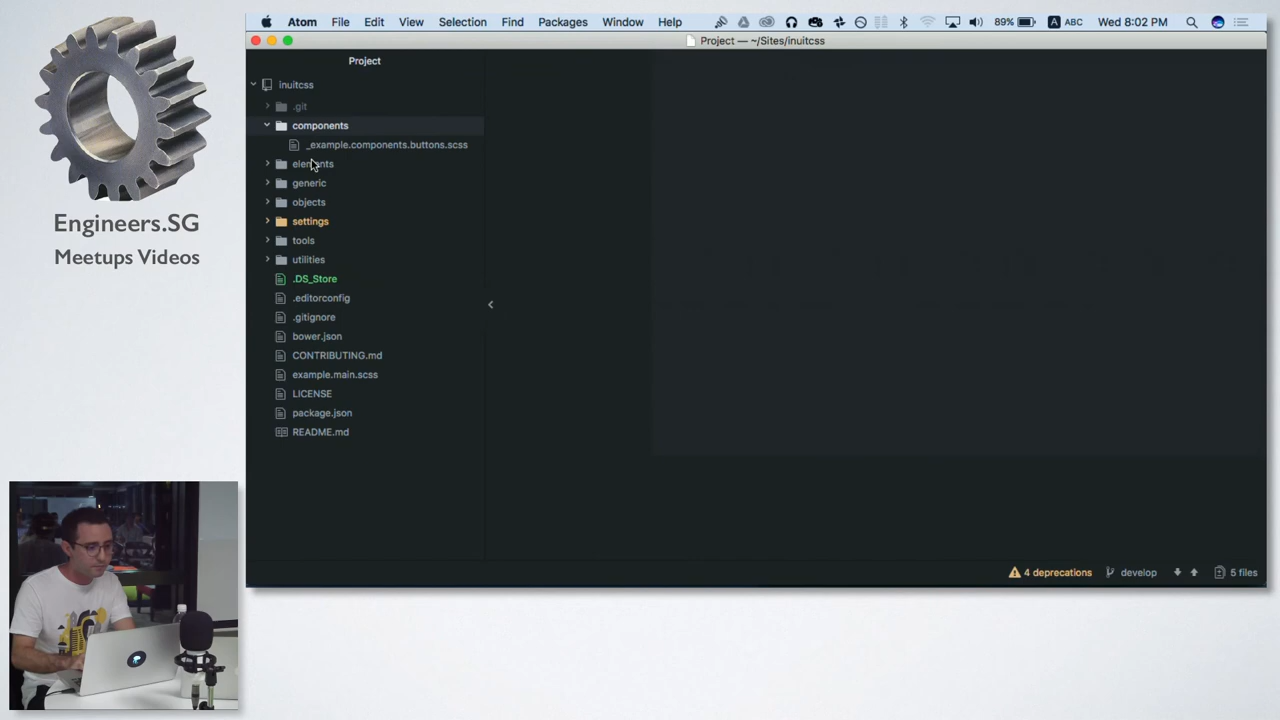 Engineers.SG
Meetups Videos
Atom File Edit View Selection Find Packages Window Help 89% A ABC Wed 8:02 PM
Project — ~/Sites/inuitcss
Project
inuitcss
.git
components
_example.components.buttons.scss
elements
generic
objects
settings
tools
utilities
.DS_Store
.editorconfig
.gitignore
bower.json
CONTRIBUTING.md
example.main.scss
LICENSE
package.json
README.md
4 deprecations develop 5 files